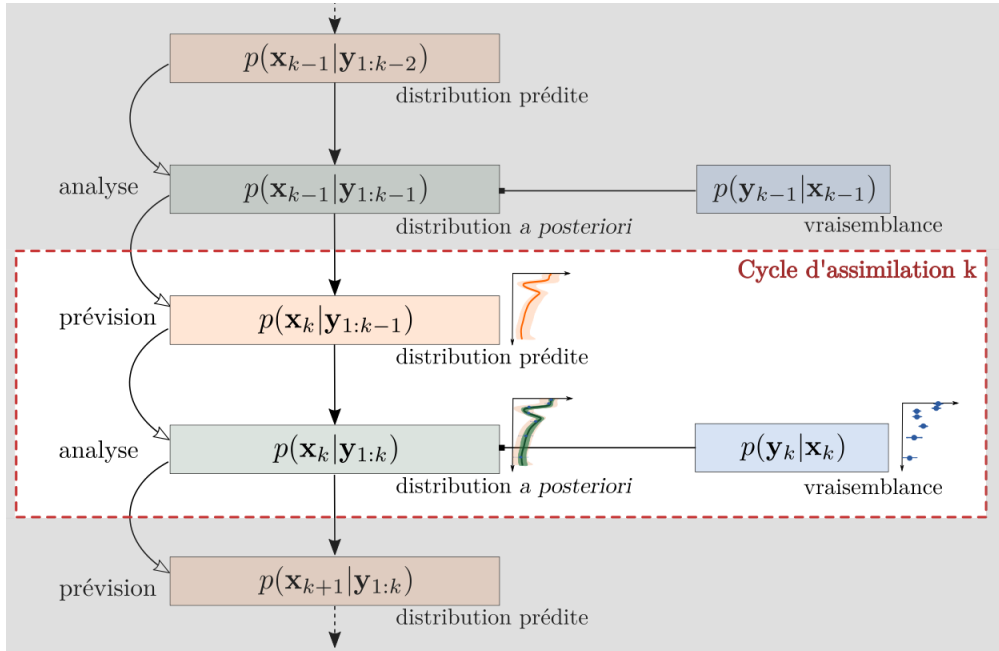 p(x_{k−1}|y_{1:k−2})
distribution prédite
analyse
p(x_{k−1}|y_{1:k−1})
p(y_{k−1}|x_{k−1})
distribution a posteriori
vraisemblance
Cycle d'assimilation k
prévision
p(x_k|y_{1:k−1})
distribution prédite
analyse
p(x_k|y_{1:k})
p(y_k|x_k)
distribution a posteriori
vraisemblance
prévision
p(x_{k+1}|y_{1:k})
distribution prédite